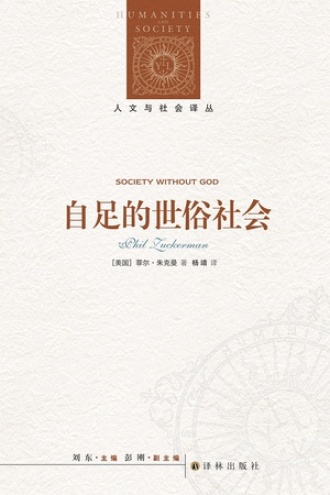 HUMANITIES
AND
SOCIETY
人文与社会译丛
SOCIETY WITHOUT GOD
自足的世俗社会
Phil Zuckerman
[美国] 菲尔·朱克曼 著 杨靖 译
刘东·主编 彭刚·副主编
译林出版社